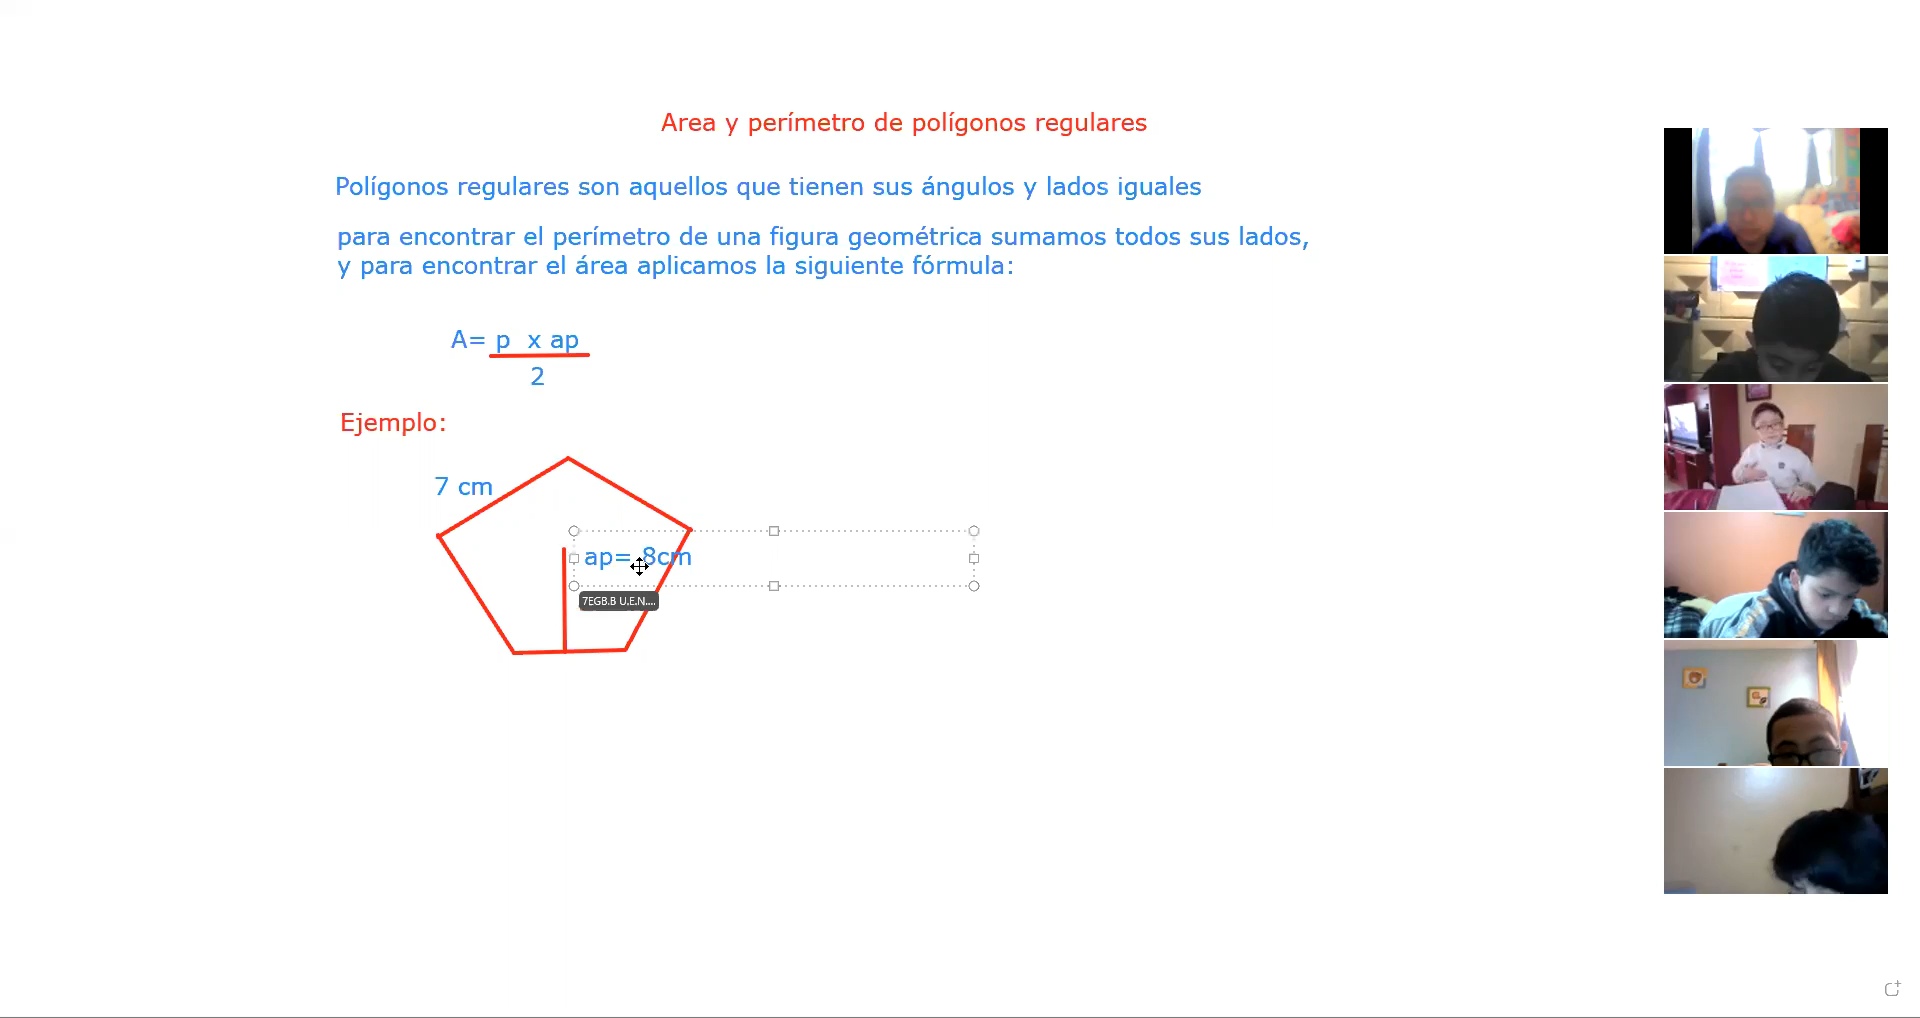 Area y perímetro de polígonos regulares
Polígonos regulares son aquellos que tienen sus ángulos y lados iguales
para encontrar el perímetro de una figura geométrica sumamos todos sus lados,
y para encontrar el área aplicamos la siguiente fórmula:
A= p x ap
2
Ejemplo:
7 cm
ap= 8cm
7EGB.B U.E.N....